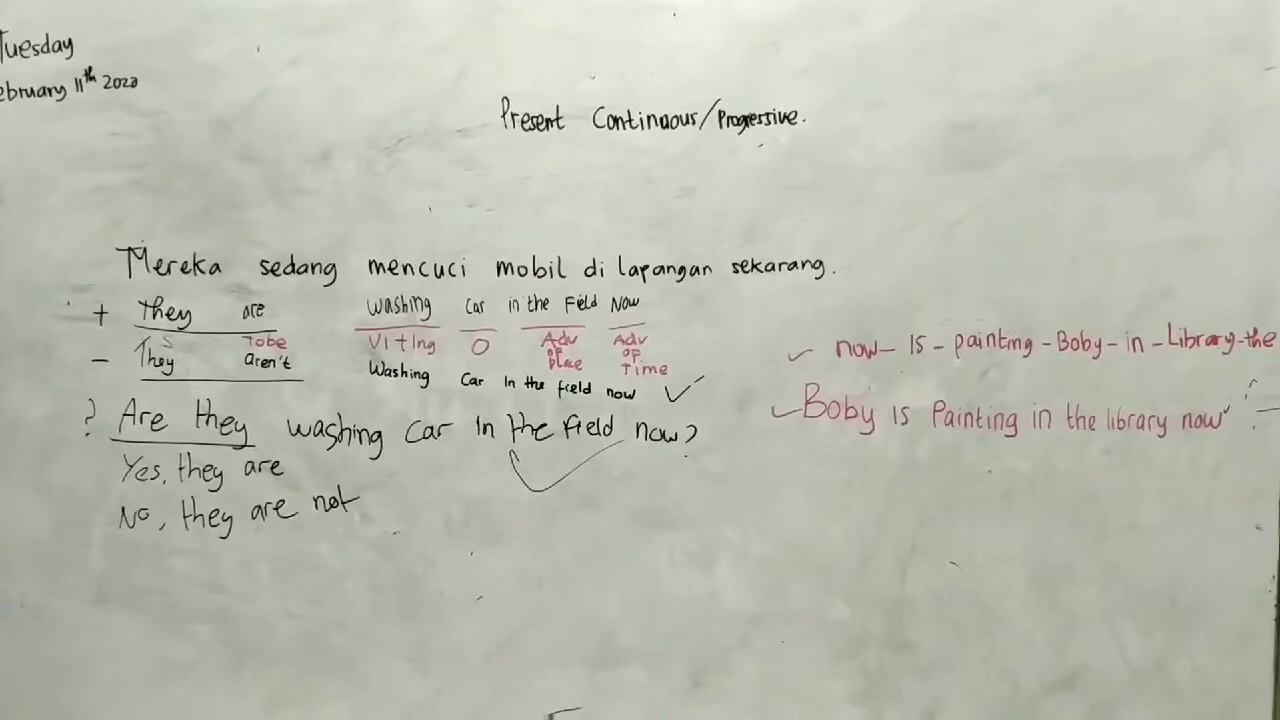 Tuesday
ebruary 11th 2020
Present Continuous/Progressive.
Mereka sedang mencuci mobil di lapangan sekarang.
+ They are washing car in the Field Now
S Tobe V1+Ing O Adv of place Adv of Time
- They aren't Washing Car In the field now ✓
? Are they washing car In the field now?
Yes, they are
No, they are not
✓ now- Is - painting - Boby - in - Library-the
✓ Boby is Painting in the library now